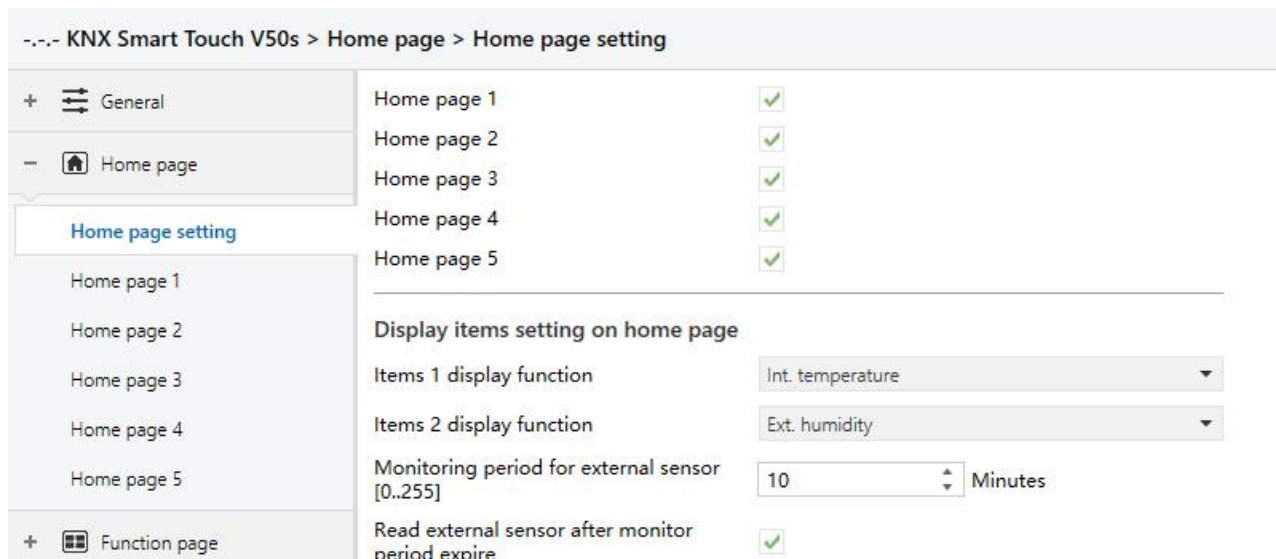 -.-.- KNX Smart Touch V50s > Home page > Home page setting
+ General
– Home page
Home page setting
Home page 1
Home page 2
Home page 3
Home page 4
Home page 5
+ Function page
Home page 1
Home page 2
Home page 3
Home page 4
Home page 5
Display items setting on home page
Items 1 display function Int. temperature
Items 2 display function Ext. humidity
Monitoring period for external sensor
[0..255] 10 Minutes
Read external sensor after monitor
period expire